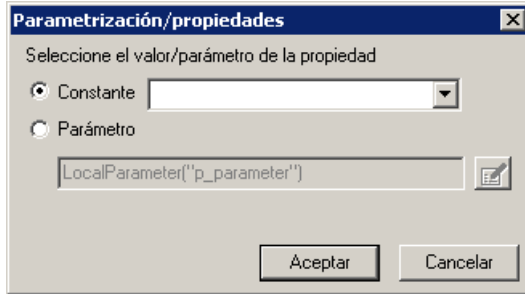 Parametrización/propiedades
Seleccione el valor/parámetro de la propiedad
Constante
Parámetro
LocalParameter("p_parameter")
Aceptar Cancelar